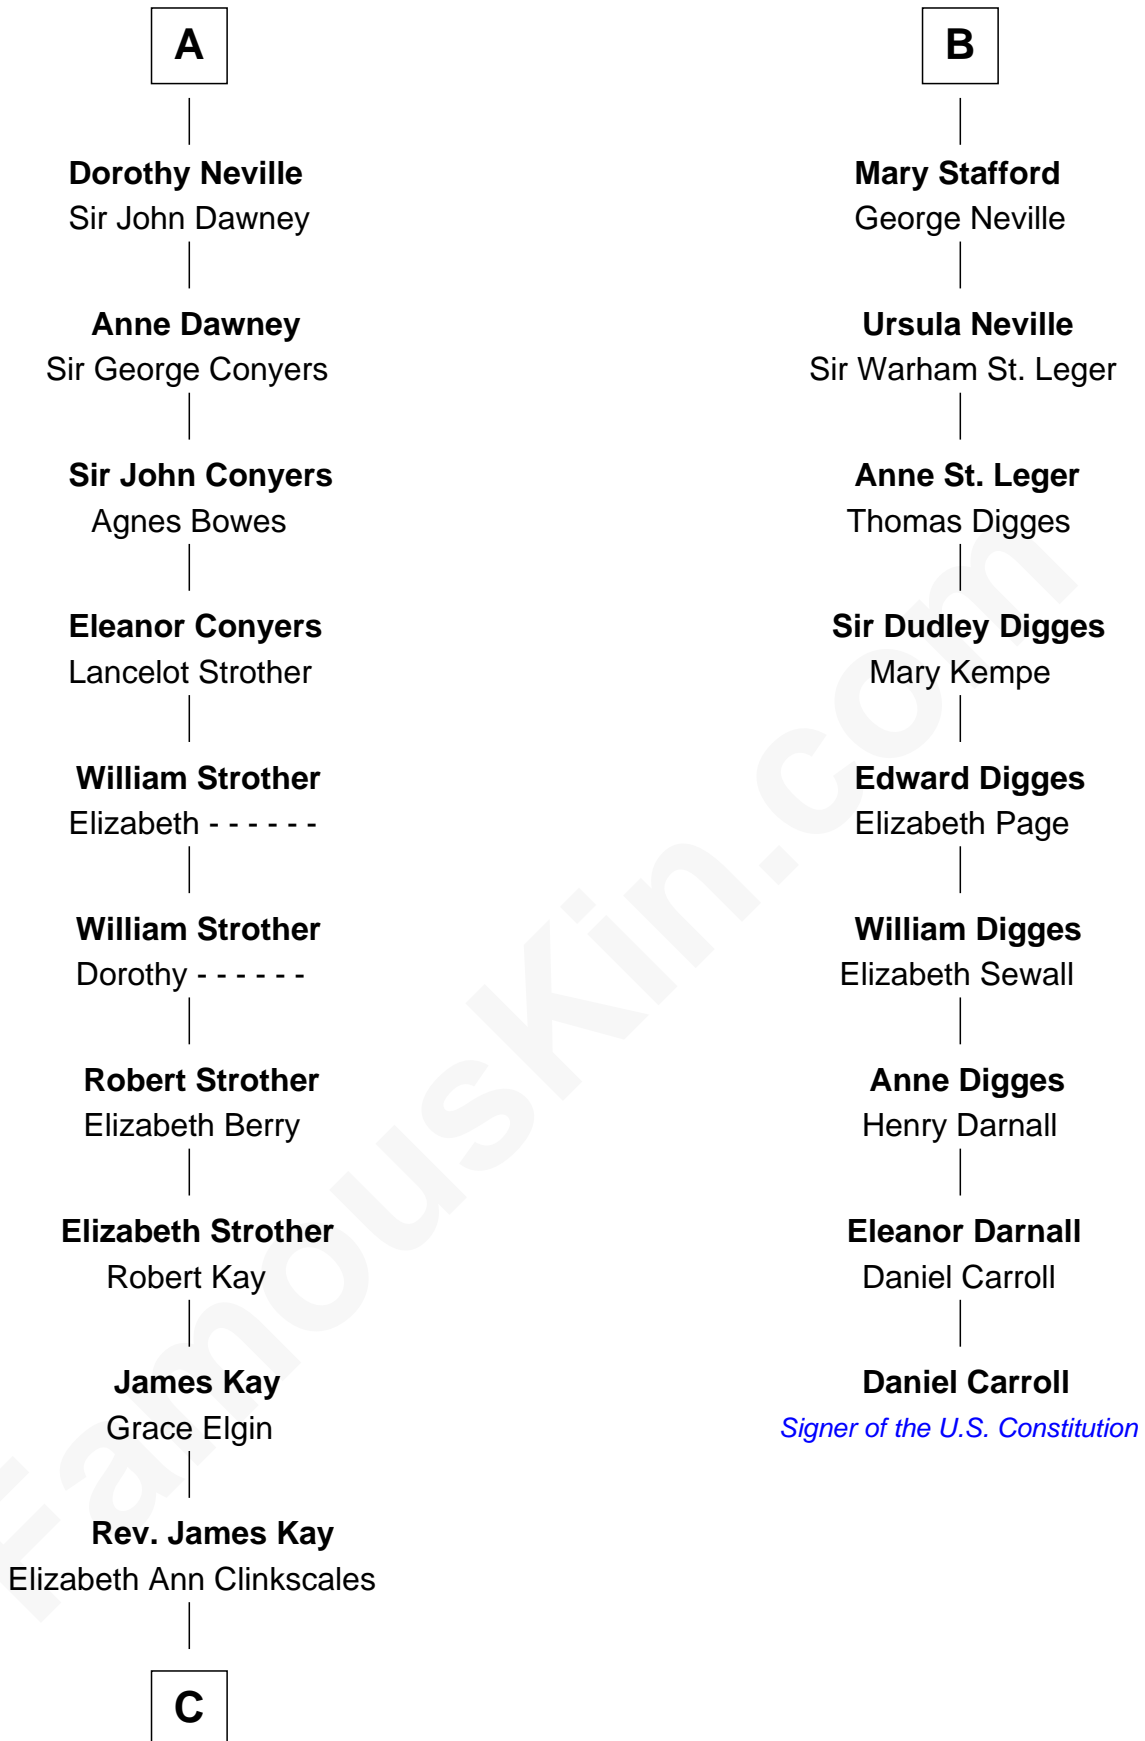 A
Dorothy Neville
Sir John Dawney
Anne Dawney
Sir George Conyers
Sir John Conyers
Agnes Bowes
Eleanor Conyers
Lancelot Strother
William Strother
Elizabeth - - - - - -
William Strother
Dorothy - - - - - -
Robert Strother
Elizabeth Berry
Elizabeth Strother
Robert Kay
James Kay
Grace Elgin
Rev. James Kay
Elizabeth Ann Clinkscales
C
B
Mary Stafford
George Neville
Ursula Neville
Sir Warham St. Leger
Anne St. Leger
Thomas Digges
Sir Dudley Digges
Mary Kempe
Edward Digges
Elizabeth Page
William Digges
Elizabeth Sewall
Anne Digges
Henry Darnall
Eleanor Darnall
Daniel Carroll
Daniel Carroll
Signer of the U.S. Constitution
FamousKin.com